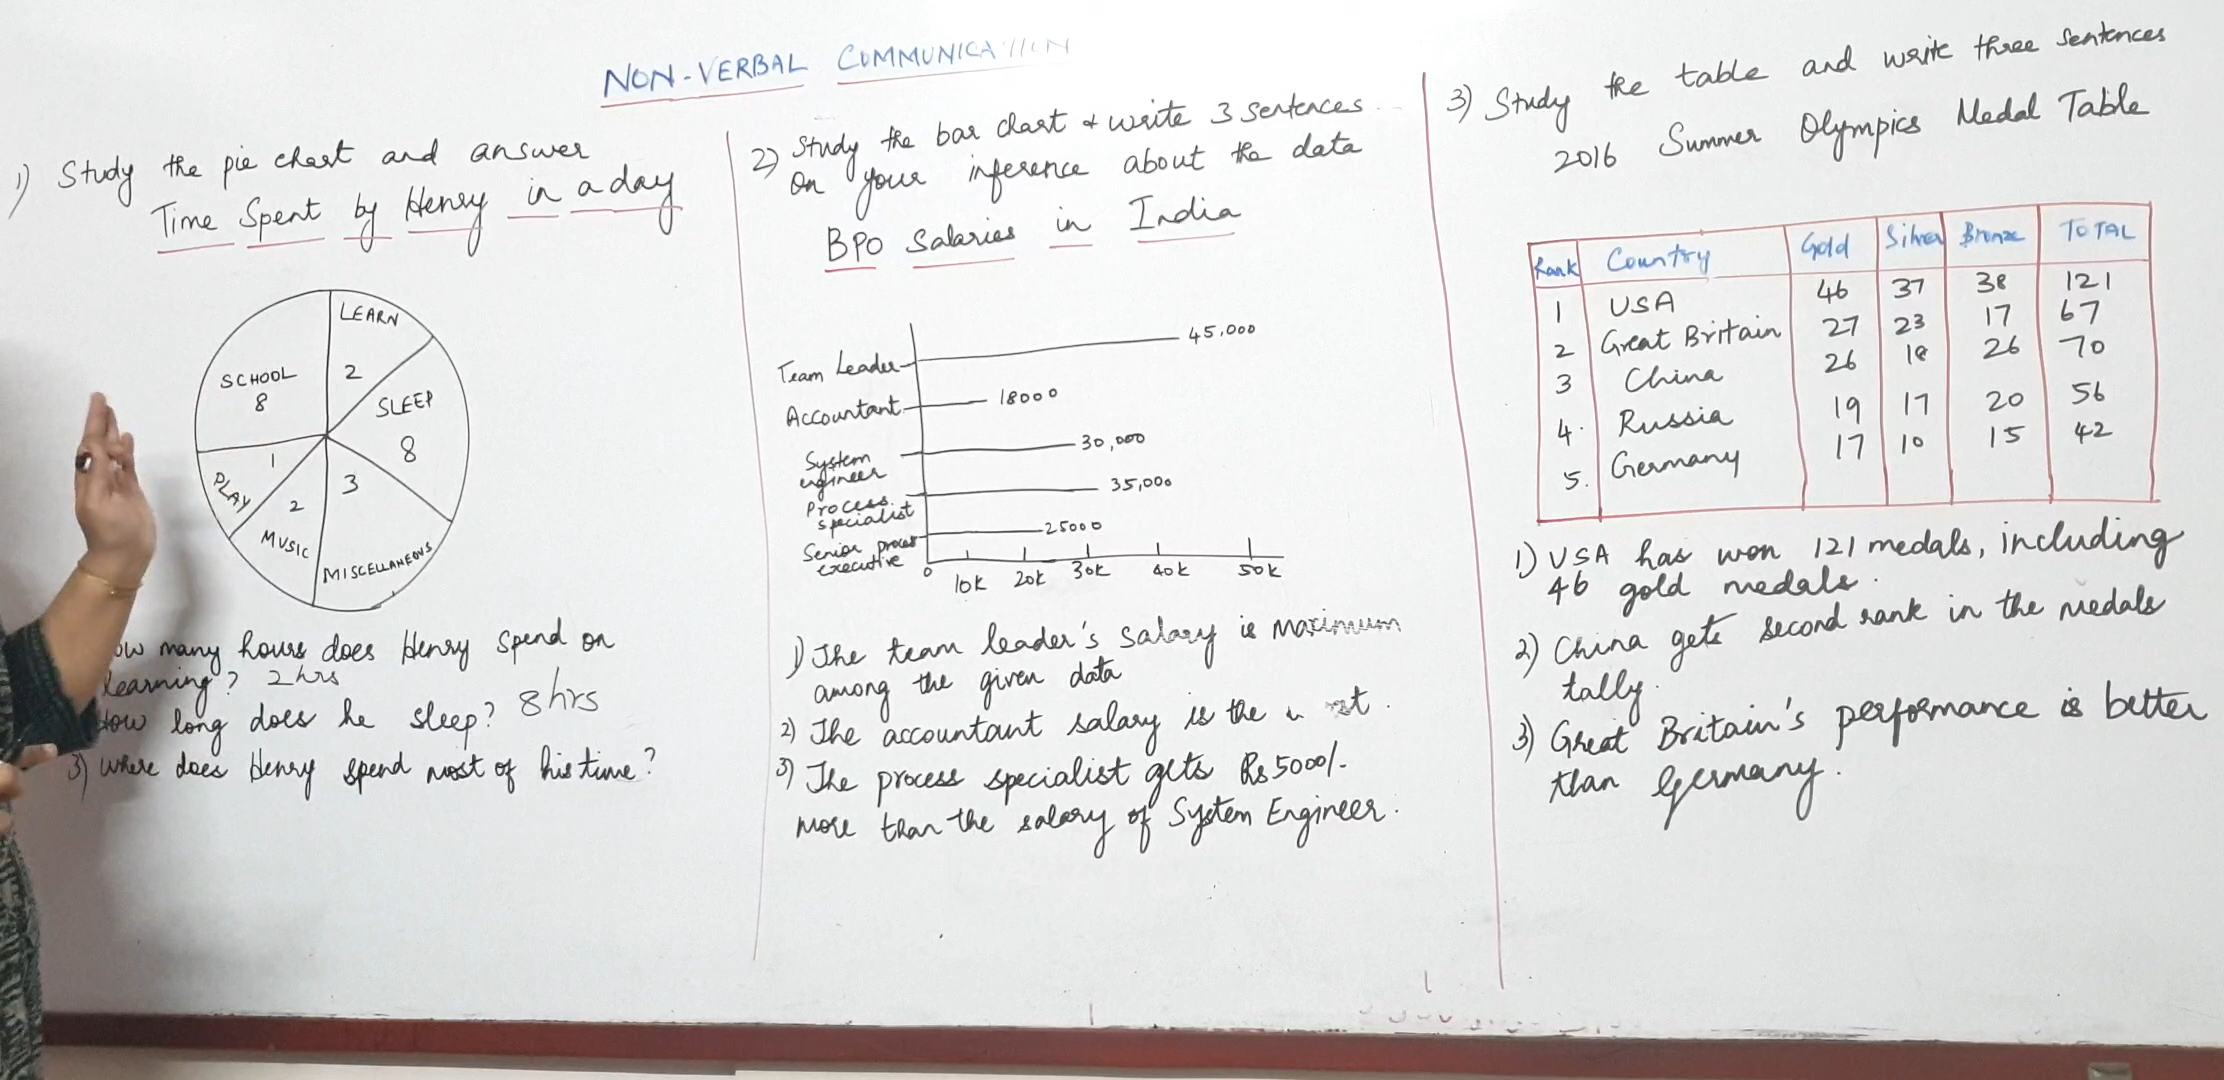 NON-VERBAL COMMUNICATION
1) Study the pie chart and answer
Time Spent by Henry in a day
LEARN
2
SCHOOL
8
SLEEP
8
1
PLAY
2
MUSIC
3
MISCELLANEOUS
many hours does Henry spend on
learning? 2hrs
How long does he sleep? 8hrs
3) Where does Henry spend most of his time?
2) Study the bar chart & write 3 sentences
on your inference about the data
BPO Salaries in India
Team Leader 45,000
Accountant 18000
System
engineer 30,000
Process
specialist 35,000
Senior process
executive 25000
0 10K 20K 30K 40K 50K
1) The team leader's salary is maximum
among the given data
2) The accountant salary is the
3) The process specialist gets Rs 5000/-
more than the salary of System Engineer.
3) Study the table and write three sentences
2016 Summer Olympics Medal Table
Rank Country Gold Silver Bronze TOTAL
1 USA 46 37 38 121
2 Great Britain 27 23 17 67
3 China 26 18 26 70
4. Russia 19 17 20 56
5. Germany 17 10 15 42
1) USA has won 121 medals, including
46 gold medals.
2) China gets second rank in the medals
tally.
3) Great Britain's performance is better
than Germany.